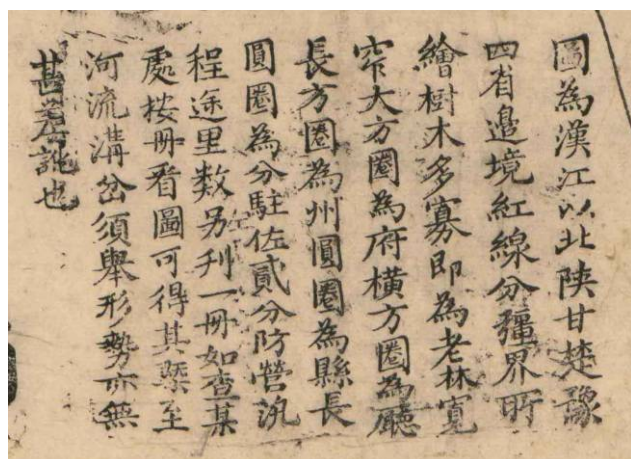 圖為漢江以北陝甘楚豫
四省邊境紅線分疆界所
繪樹木多寡即為老林寬
窄大方圈為府橫方圈為廳
長方圈為州圓圈為縣長
圓圈為分駐佐貳分防營汛
程途里數另刋一冊如查某
處按冊看圖可得其槩至
河流溝岔須舉形勢亦無
甚差訛也